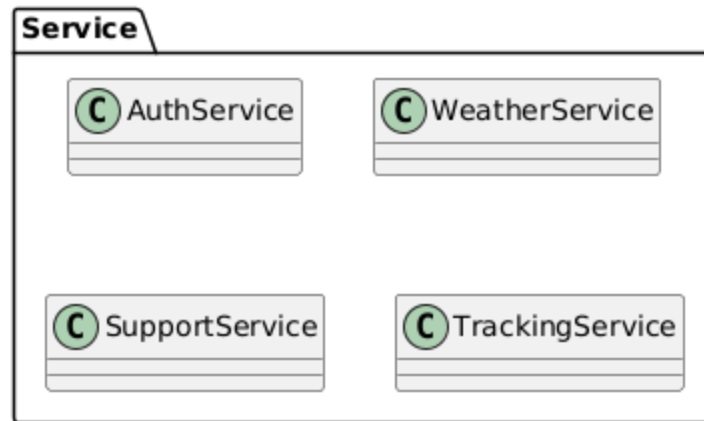 Service
C AuthService
C WeatherService
C SupportService
C TrackingService